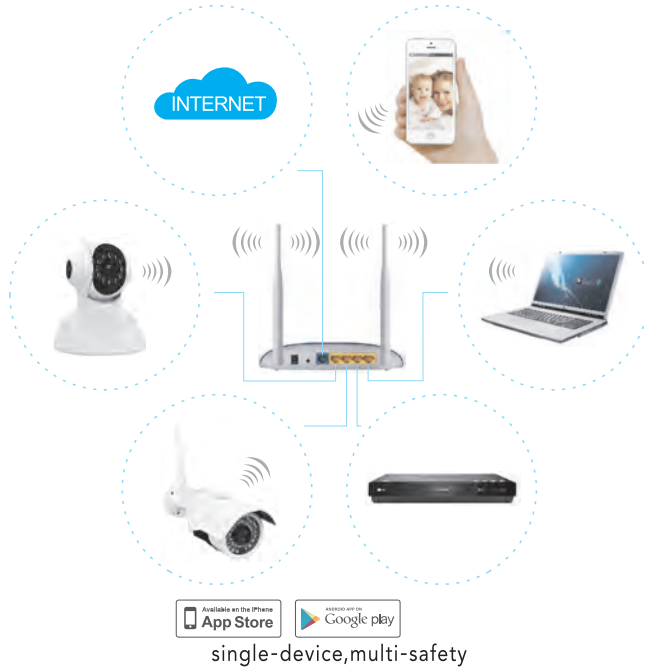 INTERNET
Available on the iPhone
App Store
ANDROID APP ON
Google play
single-device,multi-safety